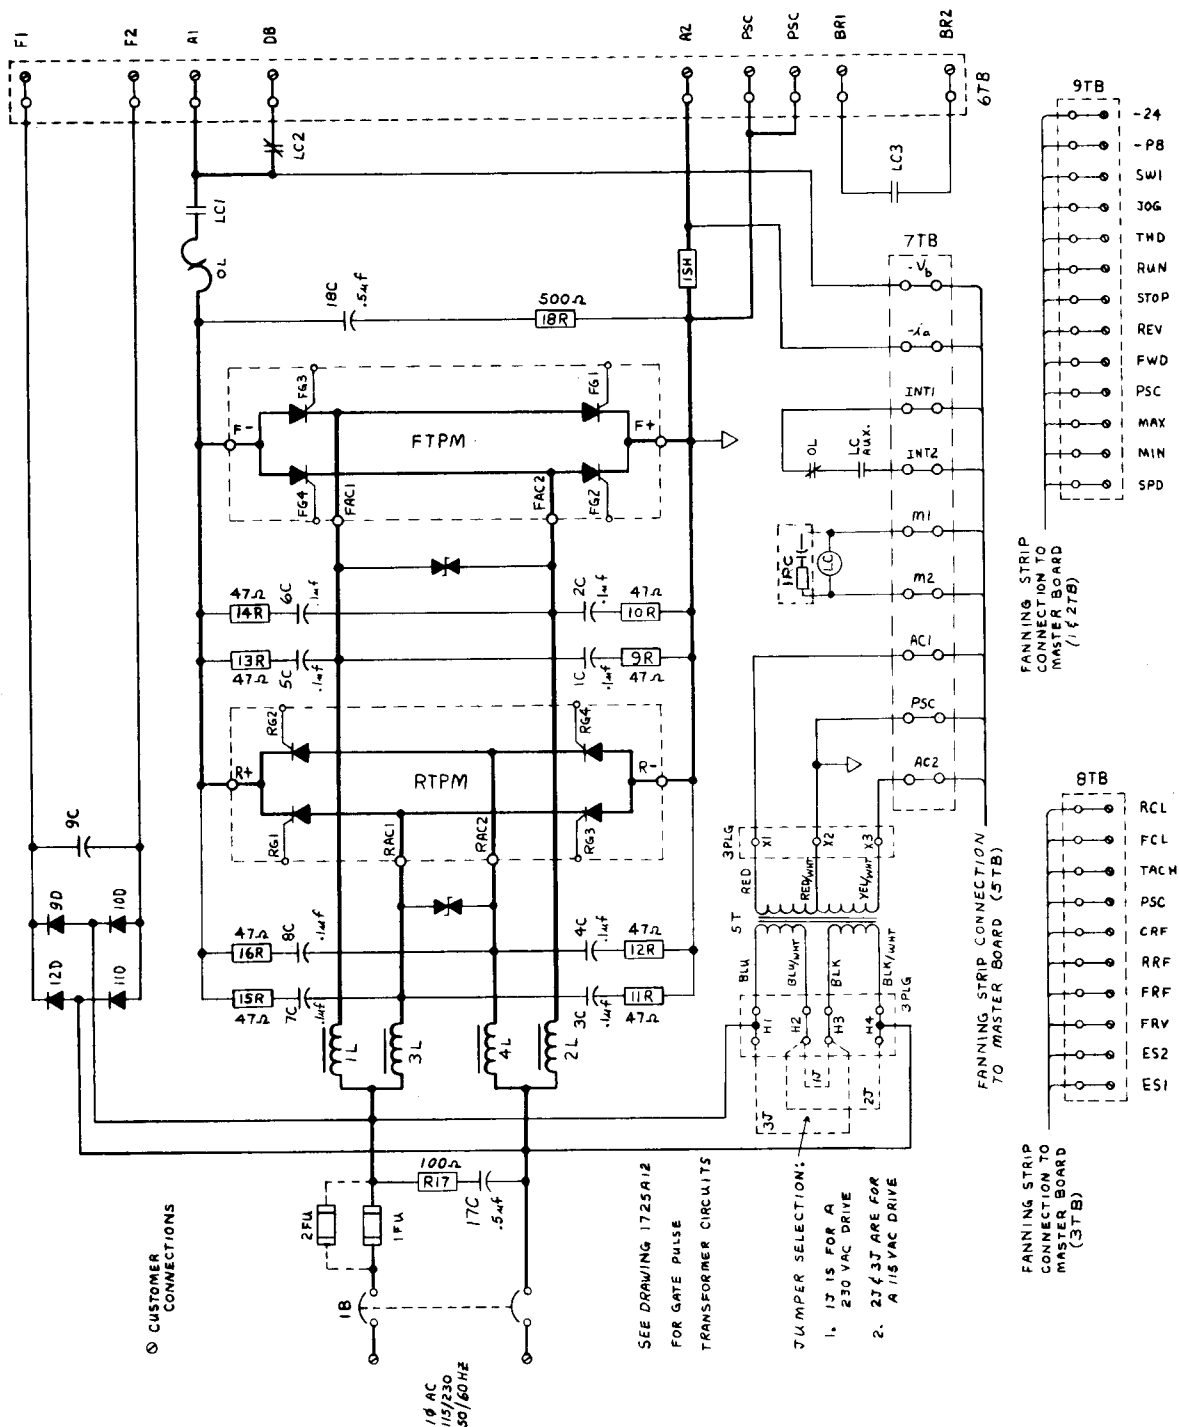 F1
F2
A1
DB
A2
PSC
PSC
BR1
BR2
6TB
LC2
LC1
OL
LC3
18C
.5µf
500Ω
18R
1SH
7TB
-Vb
-ia
INT1
INT2
M1
M2
AC1
PSC
AC2
OL
LC
AUX.
1PC
LC
9TB
-24
-PB
SW1
JOG
THD
RUN
STOP
REV
FWD
PSC
MAX
MIN
SPD
FANNING STRIP
CONNECTION TO
MASTER BOARD
(1 & 2TB)
FG3
FG1
F-
FTPM
F+
FG4
FG2
FAC1
FAC2
47Ω
14R
6C
.1µf
2C
.1µf
47Ω
10R
13R
47Ω
5C
.1µf
1C
.1µf
9R
47Ω
RG2
RG4
R+
RTPM
R-
RG1
RG3
RAC1
RAC2
47Ω
16R
8C
.1µf
4C
.1µf
47Ω
12R
15R
47Ω
7C
.1µf
3C
.1µf
11R
47Ω
1L
3L
4L
2L
9C
9D
10D
12D
11D
3PLG
X1
X2
X3
RED
RED/WHT
YEL/WHT
5T
BLU
BLU/WHT
BLK
BLK/WHT
3PLG
H1
H2
H3
H4
1J
2J
3J
FANNING STRIP CONNECTION
TO MASTER BOARD (5TB)
8TB
RCL
FCL
TACH
PSC
CRF
RRF
FRF
FRV
ES2
ES1
FANNING STRIP
CONNECTION TO
MASTER BOARD
(3TB)
100Ω
R17
17C
.5µf
2FU
1FU
1B
1Ø AC
115/230
50/60HZ
CUSTOMER
CONNECTIONS
SEE DRAWING 1725A12
FOR GATE PULSE
TRANSFORMER CIRCUITS
JUMPER SELECTION:
1. 1J IS FOR A
230 VAC DRIVE
2. 2J & 3J ARE FOR
A 115 VAC DRIVE